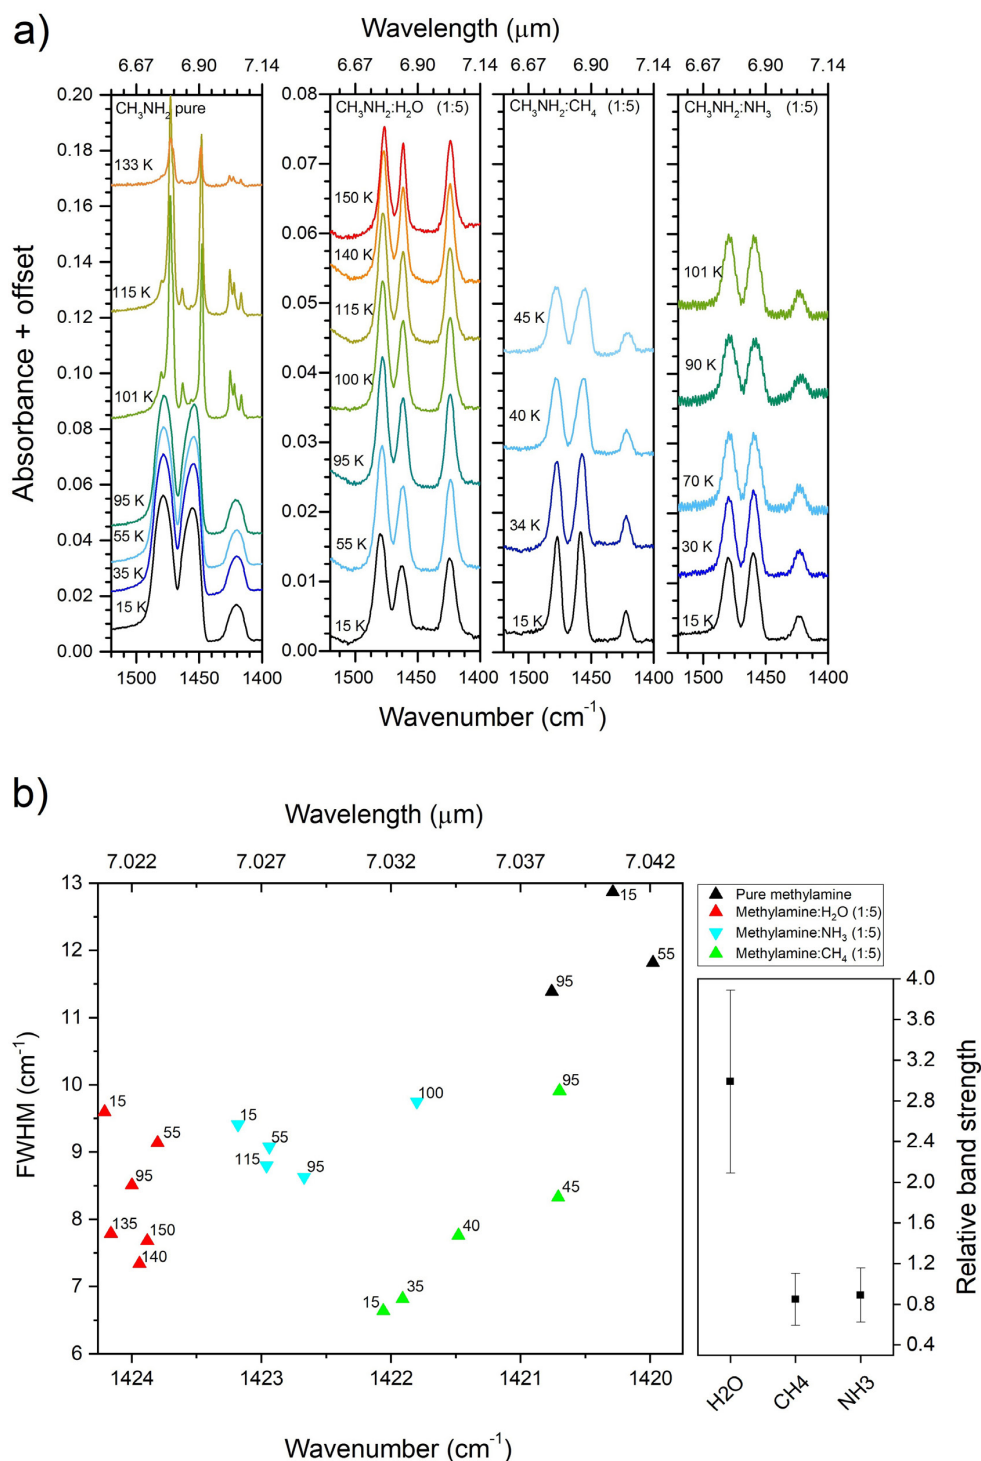 a)
Wavelength (μm)
6.67 6.90 7.14 6.67 6.90 7.14 6.67 6.90 7.14 6.67 6.90 7.14
Absorbance + offset
0.20
0.18
0.16
0.14
0.12
0.10
0.08
0.06
0.04
0.02
0.00
CH₃NH₂ pure
133 K
115 K
101 K
95 K
55 K
35 K
15 K
1500 1450 1400
0.08
0.07
0.06
0.05
0.04
0.03
0.02
0.01
0.00
CH₃NH₂:H₂O (1:5)
150 K
140 K
115 K
100 K
95 K
55 K
15 K
1500 1450 1400
CH₃NH₂:CH₄ (1:5)
45 K
40 K
34 K
15 K
1500 1450 1400
CH₃NH₂:NH₃ (1:5)
101 K
90 K
70 K
30 K
15 K
1500 1450 1400
Wavenumber (cm⁻¹)
b)
Wavelength (μm)
7.022 7.027 7.032 7.038 7.042
FWHM (cm⁻¹)
13
12
11
10
9
8
7
6
15
55
95
95
100
15
15
55
55
115
95
95
45
40
135
150
140
35
15
1424 1423 1422 1421 1420
Wavenumber (cm⁻¹)
Pure methylamine
Methylamine:H₂O (1:5)
Methylamine:NH₃ (1:5)
Methylamine:CH₄ (1:5)
4.0
3.6
3.2
2.8
2.4
2.0
1.6
1.2
0.8
0.4
Relative band strength
H2O
CH4
NH3